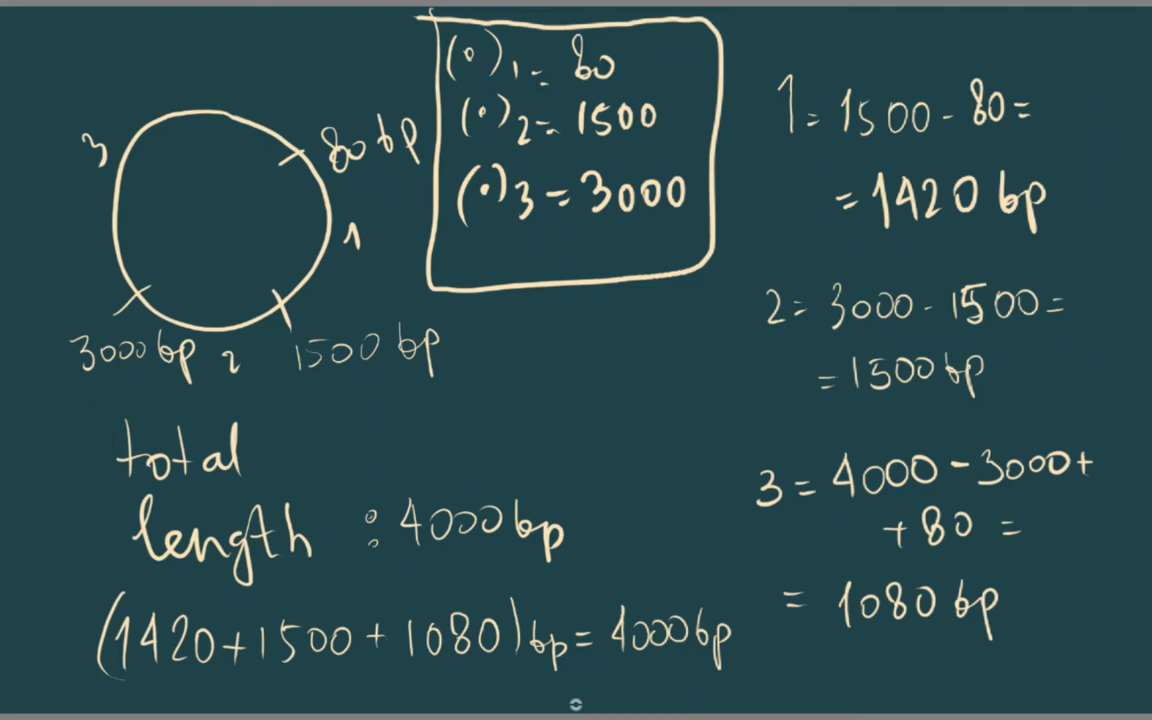 3
80 bp
1
3000 bp
2
1500 bp
(•)₁ = 80
(•)₂ = 1500
(•)₃ = 3000
1 = 1500 - 80 =
= 1420 bp
2 = 3000 - 1500 =
= 1500 bp
3 = 4000 - 3000 +
+ 80 =
= 1080 bp
total
length : 4000 bp
(1420 + 1500 + 1080) bp = 4000 bp